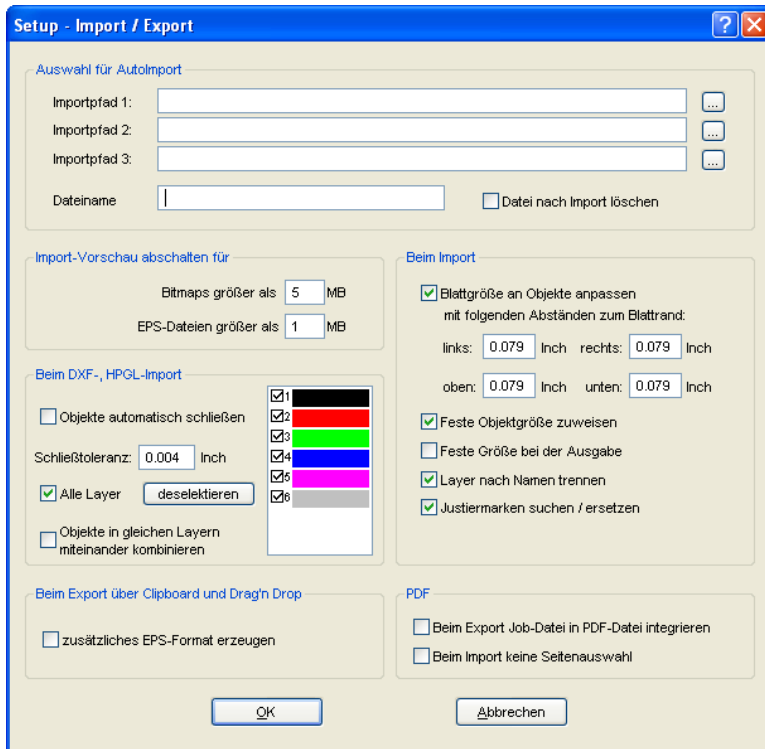 Setup - Import / Export
Auswahl für AutoImport
Importpfad 1:
...
Importpfad 2:
...
Importpfad 3:
...
Dateiname
Datei nach Import löschen
Import-Vorschau abschalten für
Bitmaps größer als 5 MB
EPS-Dateien größer als 1 MB
Beim DXF-, HPGL-Import
Objekte automatisch schließen
Schließtoleranz: 0.004 Inch
Alle Layer deselektieren
Objekte in gleichen Layern
miteinander kombinieren
1
2
3
4
5
6
Beim Import
Blattgröße an Objekte anpassen
mit folgenden Abständen zum Blattrand:
links: 0.079 Inch rechts: 0.079 Inch
oben: 0.079 Inch unten: 0.079 Inch
Feste Objektgröße zuweisen
Feste Größe bei der Ausgabe
Layer nach Namen trennen
Justiermarken suchen / ersetzen
Beim Export über Clipboard und Drag'n Drop
zusätzliches EPS-Format erzeugen
PDF
Beim Export Job-Datei in PDF-Datei integrieren
Beim Import keine Seitenauswahl
OK
Abbrechen